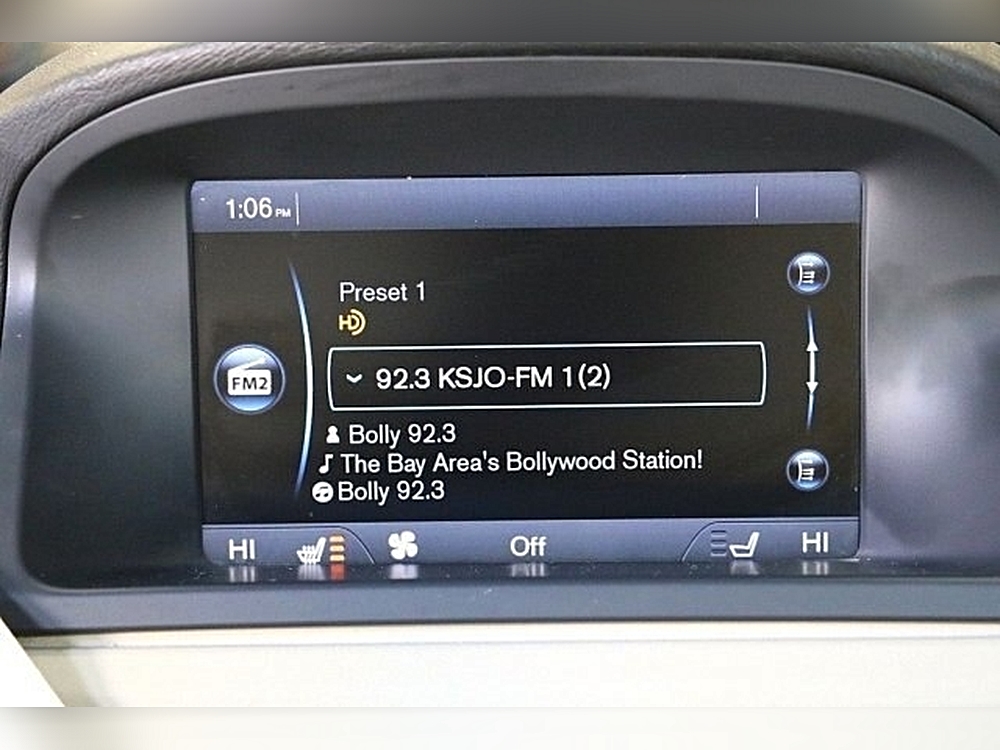 1:06 PM
Preset 1
HD
92.3 KSJO-FM 1(2)
FM2
Bolly 92.3
The Bay Area's Bollywood Station!
Bolly 92.3
HI
Off
HI